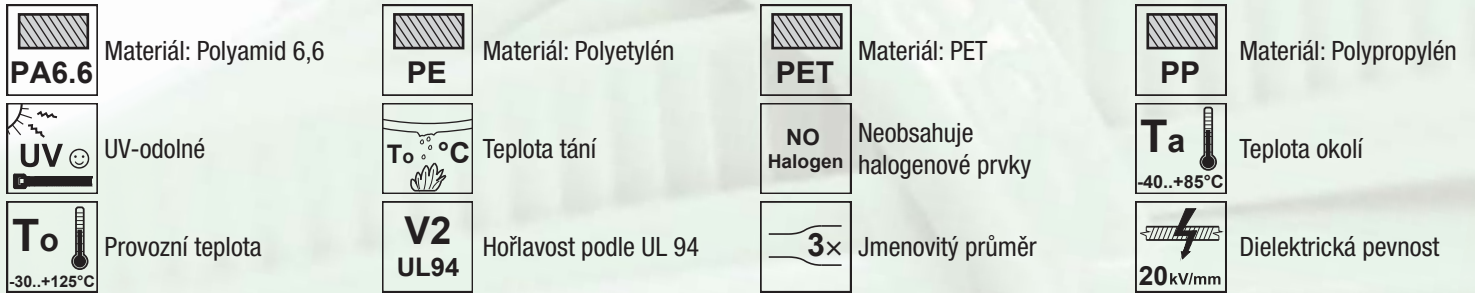 PA6.6
Materiál: Polyamid 6,6
PE
Materiál: Polyetylén
PET
Materiál: PET
PP
Materiál: Polypropylén
UV
UV-odolné
To °C
Teplota tání
NO
Halogen
Neobsahuje
halogenové prvky
Ta
-40..+85°C
Teplota okolí
To
-30..+125°C
Provozní teplota
V2
UL94
Hořlavost podle UL 94
3×
Jmenovitý průměr
20 kV/mm
Dielektrická pevnost